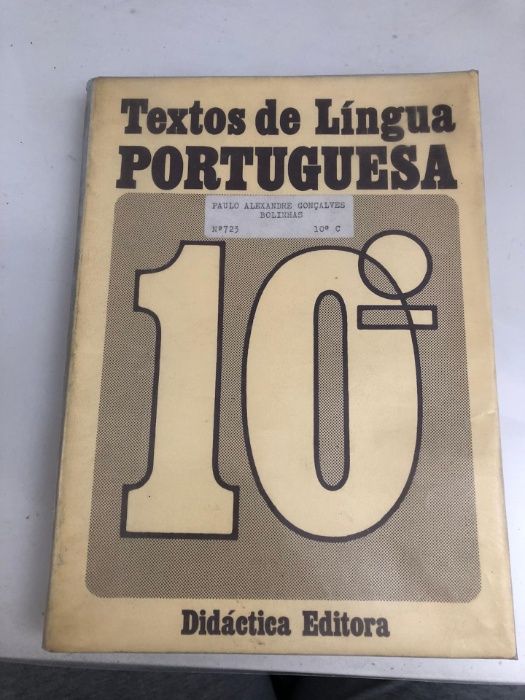 Textos de Língua
PORTUGUESA
PAULO ALEXANDRE GONÇALVES
BOLINHAS
Nº723 10º C
10º
Didáctica Editora